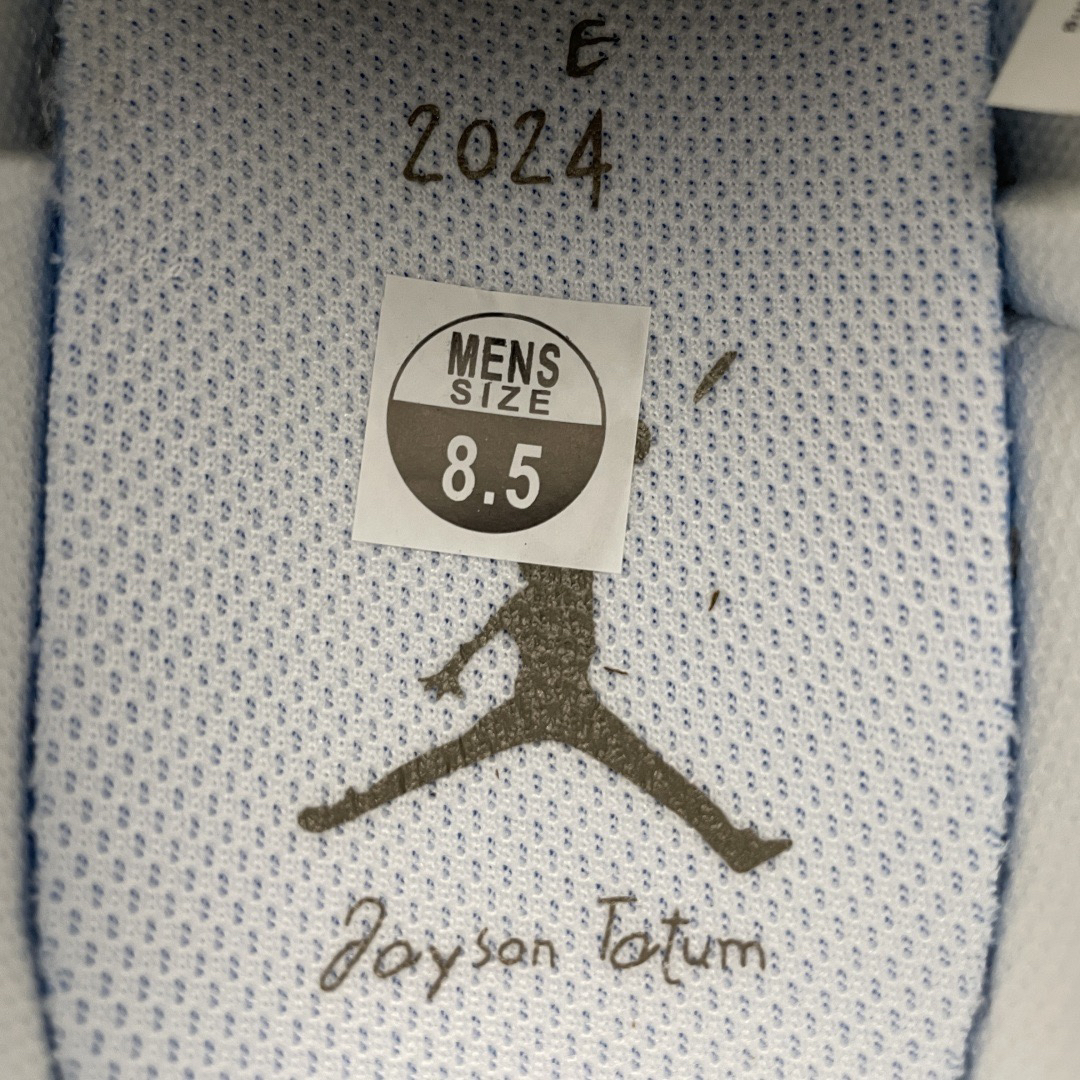 E
2024
MENS
SIZE
8.5
Jayson Tatum